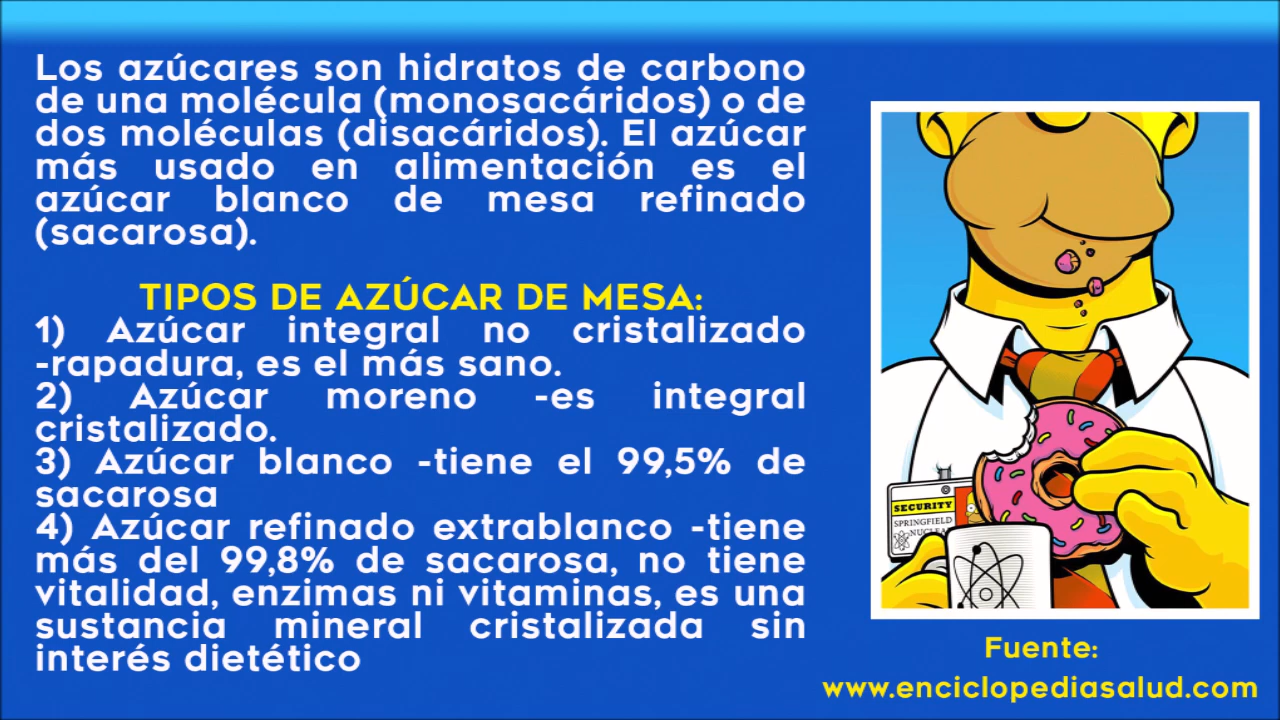 Los azúcares son hidratos de carbono
de una molécula (monosacáridos) o de
dos moléculas (disacáridos). El azúcar
más usado en alimentación es el
azúcar blanco de mesa refinado
(sacarosa).
TIPOS DE AZÚCAR DE MESA:
1) Azúcar integral no cristalizado
-rapadura, es el más sano.
2) Azúcar moreno -es integral
cristalizado.
3) Azúcar blanco -tiene el 99,5% de
sacarosa
4) Azúcar refinado extrablanco -tiene
más del 99,8% de sacarosa, no tiene
vitalidad, enzimas ni vitaminas, es una
sustancia mineral cristalizada sin
interés dietético
SECURITY
SPRINGFIELD
NUCLEA
Fuente:
www.enciclopediasalud.com